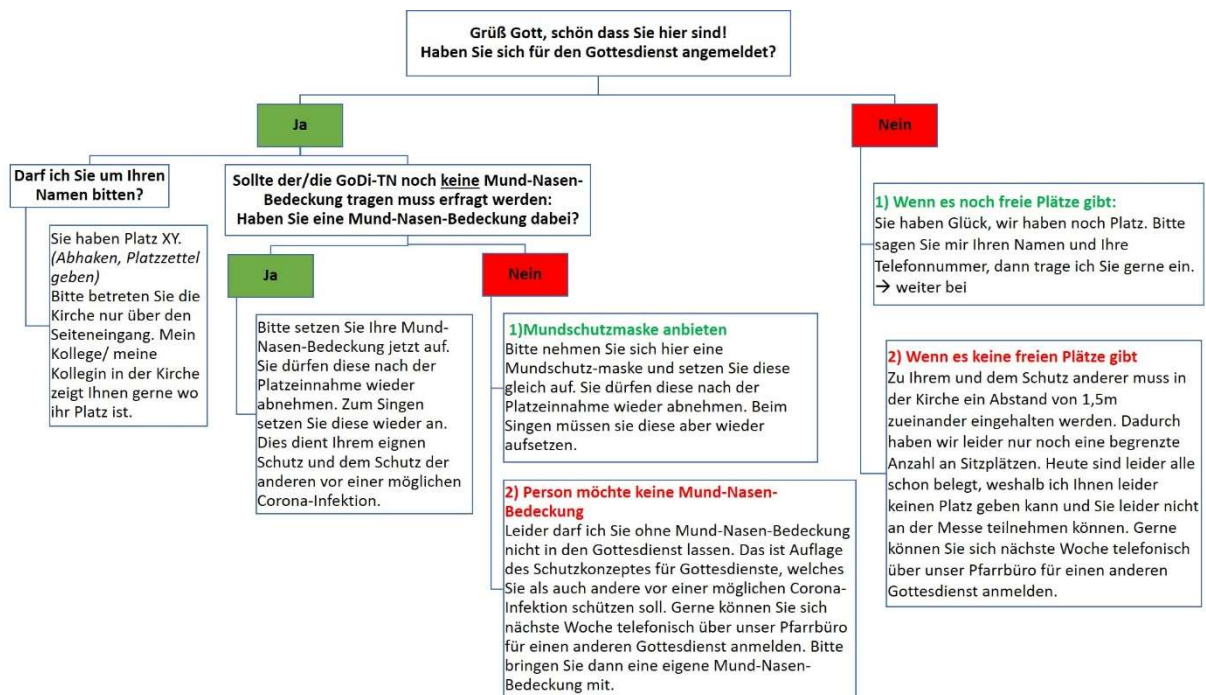 Grüß Gott, schön dass Sie hier sind!
Haben Sie sich für den Gottesdienst angemeldet?
Ja
Nein
Darf ich Sie um Ihren
Namen bitten?
Sie haben Platz XY.
(Abhaken, Platzzettel
geben)
Bitte betreten Sie die
Kirche nur über den
Seiteneingang. Mein
Kollege/ meine
Kollegin in der Kirche
zeigt Ihnen gerne wo
ihr Platz ist.
Sollte der/die GoDi-TN noch keine Mund-Nasen-
Bedeckung tragen muss erfragt werden:
Haben Sie eine Mund-Nasen-Bedeckung dabei?
Ja
Bitte setzen Sie Ihre Mund-
Nasen-Bedeckung jetzt auf.
Sie dürfen diese nach der
Platzeinnahme wieder
abnehmen. Zum Singen
setzen Sie diese wieder an.
Dies dient Ihrem eignen
Schutz und dem Schutz der
anderen vor einer möglichen
Corona-Infektion.
Nein
1)Mundschutzmaske anbieten
Bitte nehmen Sie sich hier eine
Mundschutz-maske und setzen Sie diese
gleich auf. Sie dürfen diese nach der
Platzeinnahme wieder abnehmen. Beim
Singen müssen sie diese aber wieder
aufsetzen.
2) Person möchte keine Mund-Nasen-
Bedeckung
Leider darf ich Sie ohne Mund-Nasen-Bedeckung
nicht in den Gottesdienst lassen. Das ist Auflage
des Schutzkonzeptes für Gottesdienste, welches
Sie als auch andere vor einer möglichen Corona-
Infektion schützen soll. Gerne können Sie sich
nächste Woche telefonisch über unser Pfarrbüro
für einen anderen Gottesdienst anmelden. Bitte
bringen Sie dann eine eigene Mund-Nasen-
Bedeckung mit.
1) Wenn es noch freie Plätze gibt:
Sie haben Glück, wir haben noch Platz. Bitte
sagen Sie mir Ihren Namen und Ihre
Telefonnummer, dann trage ich Sie gerne ein.
→ weiter bei
2) Wenn es keine freien Plätze gibt
Zu Ihrem und dem Schutz anderer muss in
der Kirche ein Abstand von 1,5m
zueinander eingehalten werden. Dadurch
haben wir leider nur noch eine begrenzte
Anzahl an Sitzplätzen. Heute sind leider alle
schon belegt, weshalb ich Ihnen leider
keinen Platz geben kann und Sie leider nicht
an der Messe teilnehmen können. Gerne
können Sie sich nächste Woche telefonisch
über unser Pfarrbüro für einen anderen
Gottesdienst anmelden.